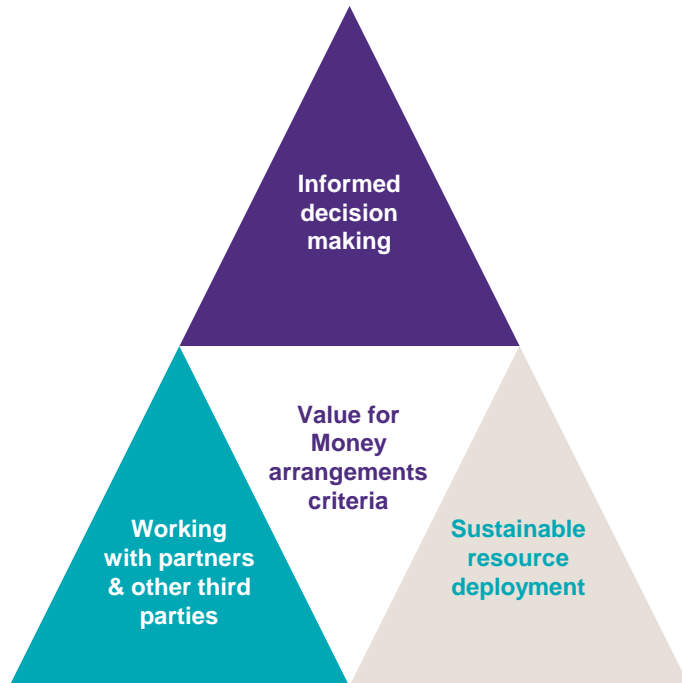 Informed
decision
making
Value for
Money
arrangements
criteria
Working
with partners
& other third
parties
Sustainable
resource
deployment